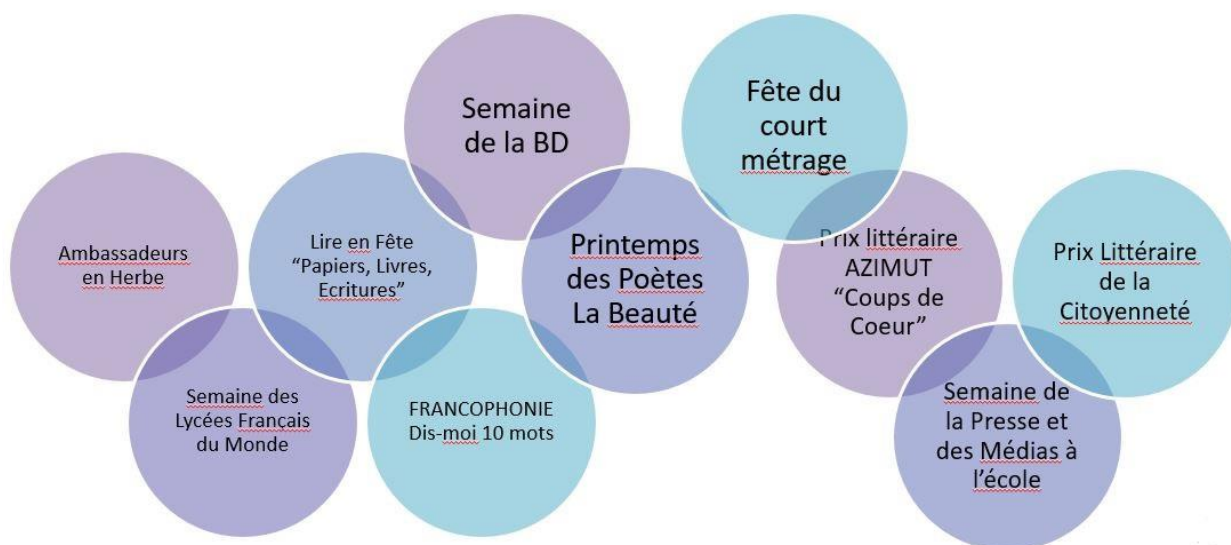 Ambassadeurs
en Herbe
Semaine des
Lycées Français
du Monde
Lire en Fête
“Papiers, Livres,
Ecritures”
FRANCOPHONIE
Dis-moi 10 mots
Semaine
de la BD
Printemps
des Poètes
La Beauté
Fête du
court
métrage
Prix littéraire
AZIMUT
“Coups de
Coeur”
Semaine de
la Presse et
des Médias à
l’école
Prix Littéraire
de la
Citoyenneté